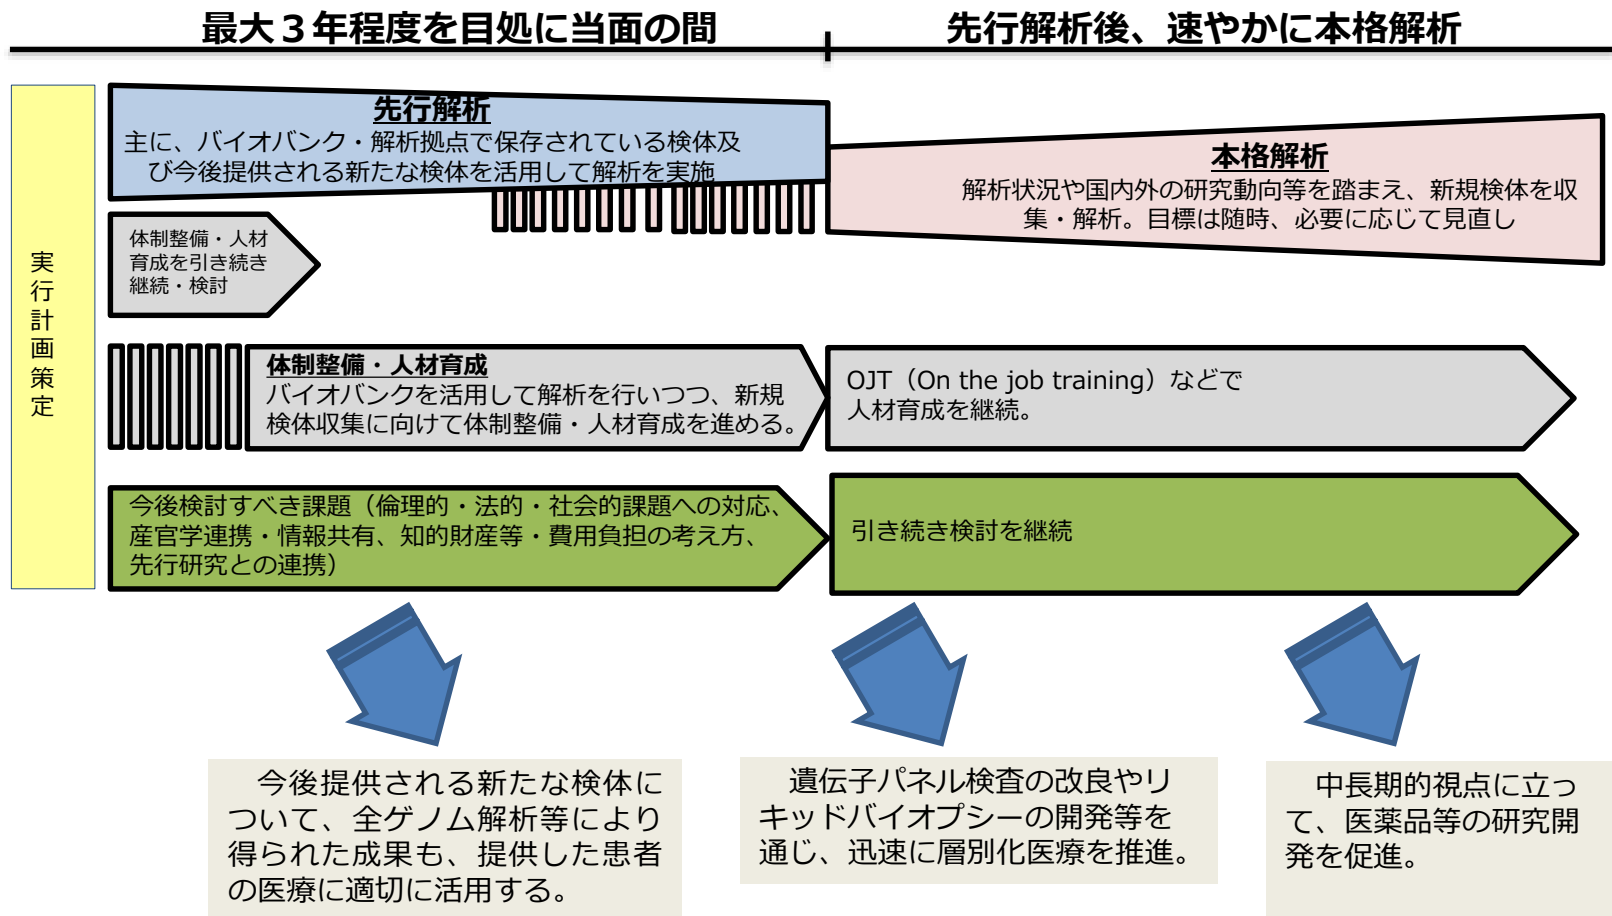 最大３年程度を目処に当面の間
先行解析後、速やかに本格解析
実行計画策定
先行解析
主に、バイオバンク・解析拠点で保存されている検体及
び今後提供される新たな検体を活用して解析を実施
本格解析
解析状況や国内外の研究動向等を踏まえ、新規検体を収
集・解析。目標は随時、必要に応じて見直し
体制整備・人材
育成を引き続き
継続・検討
体制整備・人材育成
バイオバンクを活用して解析を行いつつ、新規
検体収集に向けて体制整備・人材育成を進める。
OJT（On the job training）などで
人材育成を継続。
今後検討すべき課題（倫理的・法的・社会的課題への対応、
産官学連携・情報共有、知的財産等・費用負担の考え方、
先行研究との連携）
引き続き検討を継続
今後提供される新たな検体に
ついて、全ゲノム解析等により
得られた成果も、提供した患者
の医療に適切に活用する。
遺伝子パネル検査の改良やリ
キッドバイオプシーの開発等を
通じ、迅速に層別化医療を推進。
中長期的視点に立っ
て、医薬品等の研究開
発を促進。